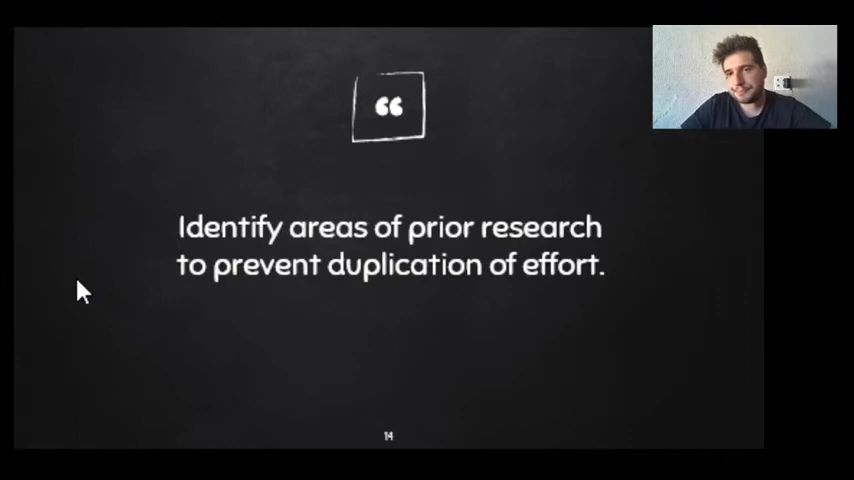 “
Identify areas of prior research
to prevent duplication of effort.
14